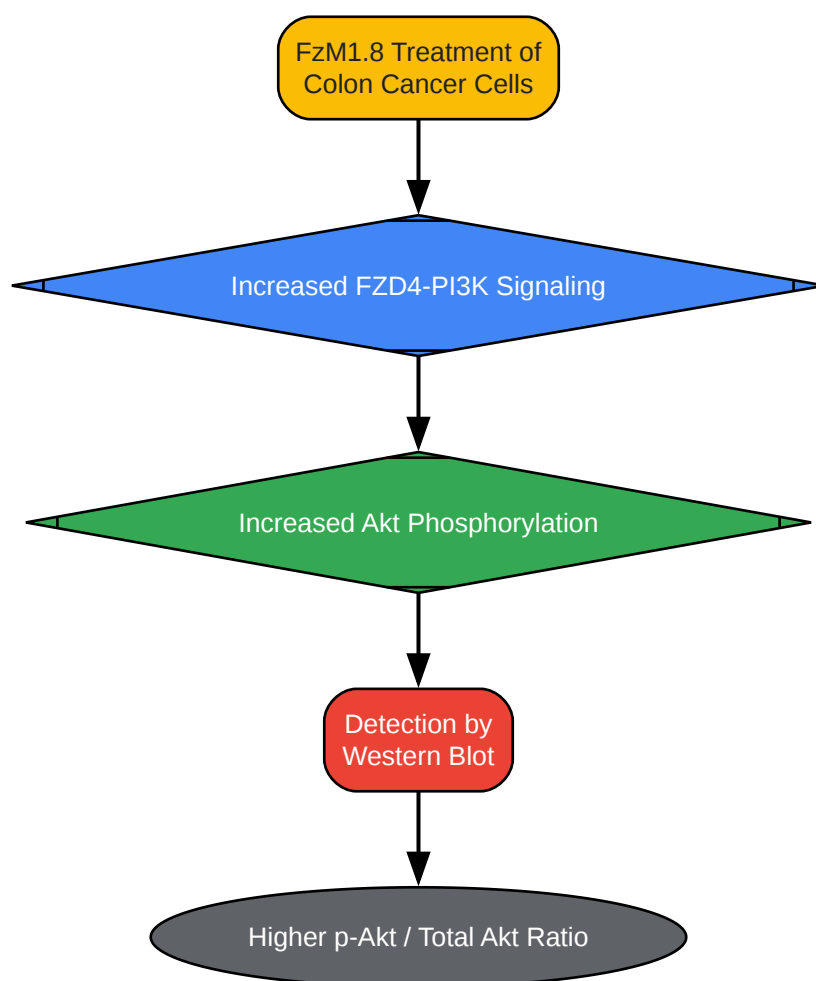 FzM1.8 Treatment of
Colon Cancer Cells
Increased FZD4-PI3K Signaling
Increased Akt Phosphorylation
Detection by
Western Blot
Higher p-Akt / Total Akt Ratio